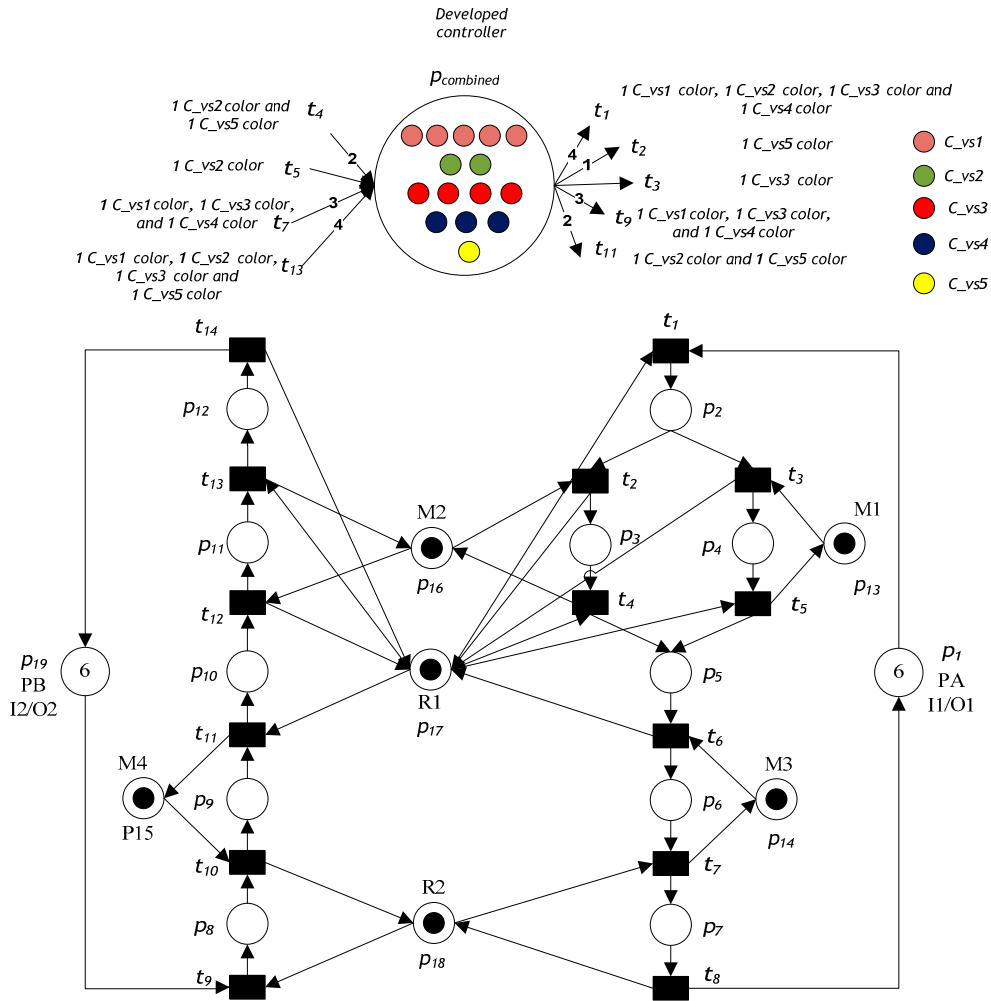 Developed
controller
pcombined
1 C_vs2 color and
1 C_vs5 color
t4
2
1 C_vs2 color
t5
1 C_vs1 color, 1 C_vs3 color,
and 1 C_vs4 color
t7
3
1 C_vs1 color, 1 C_vs2 color,
1 C_vs3 color and
1 C_vs5 color
t13
4
t1
4
1 C_vs1 color, 1 C_vs2 color, 1 C_vs3 color and
1 C_vs4 color
t2
1
1 C_vs5 color
t3
1 C_vs3 color
t9
3
1 C_vs1 color, 1 C_vs3 color,
and 1 C_vs4 color
t11
2
1 C_vs2 color and 1 C_vs5 color
C_vs1
C_vs2
C_vs3
C_vs4
C_vs5
t14
t1
p12
p2
t13
t2
t3
M2
M1
p11
p3
p4
p16
p13
t12
t4
t5
p19
PB
I2/O2
6
p10
R1
p17
p5
6
p1
PA
I1/O1
t11
t6
M4
P15
p9
p6
M3
p14
t10
t7
R2
p8
p18
p7
t9
t8